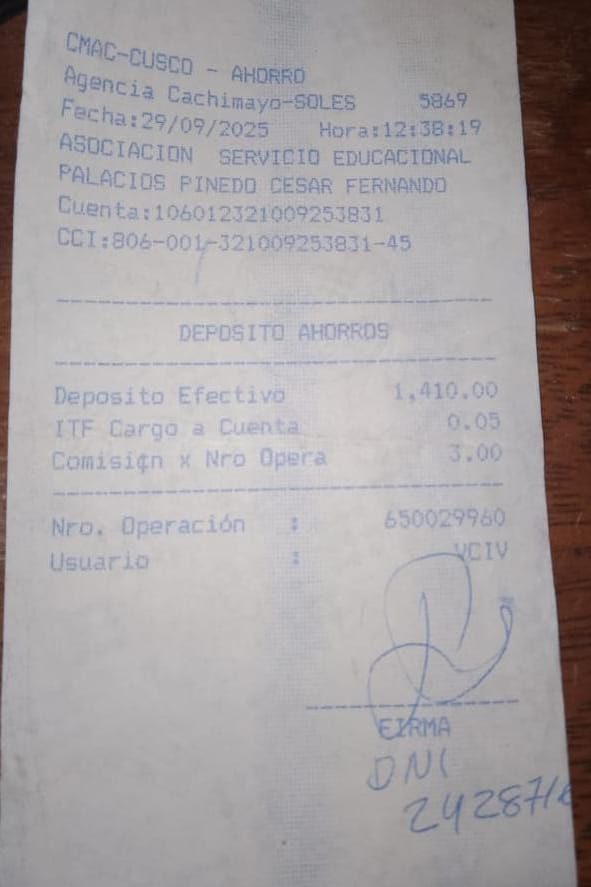 CMAC-CUSCO - AHORRO
Agencia Cachimayo-SOLES 5869
Fecha:29/09/2025 Hora:12:38:19
ASOCIACION SERVICIO EDUCACIONAL
PALACIOS PINEDO CESAR FERNANDO
Cuenta:106012321009253831
CCI:806-001-321009253831-45
DEPOSITO AHORROS
Deposito Efectivo 1,410.00
ITF Cargo a Cuenta 0.05
Comisi¢n x Nro Opera 3.00
Nro. Operación : 650029960
Usuario : VCIV
FIRMA
DNI